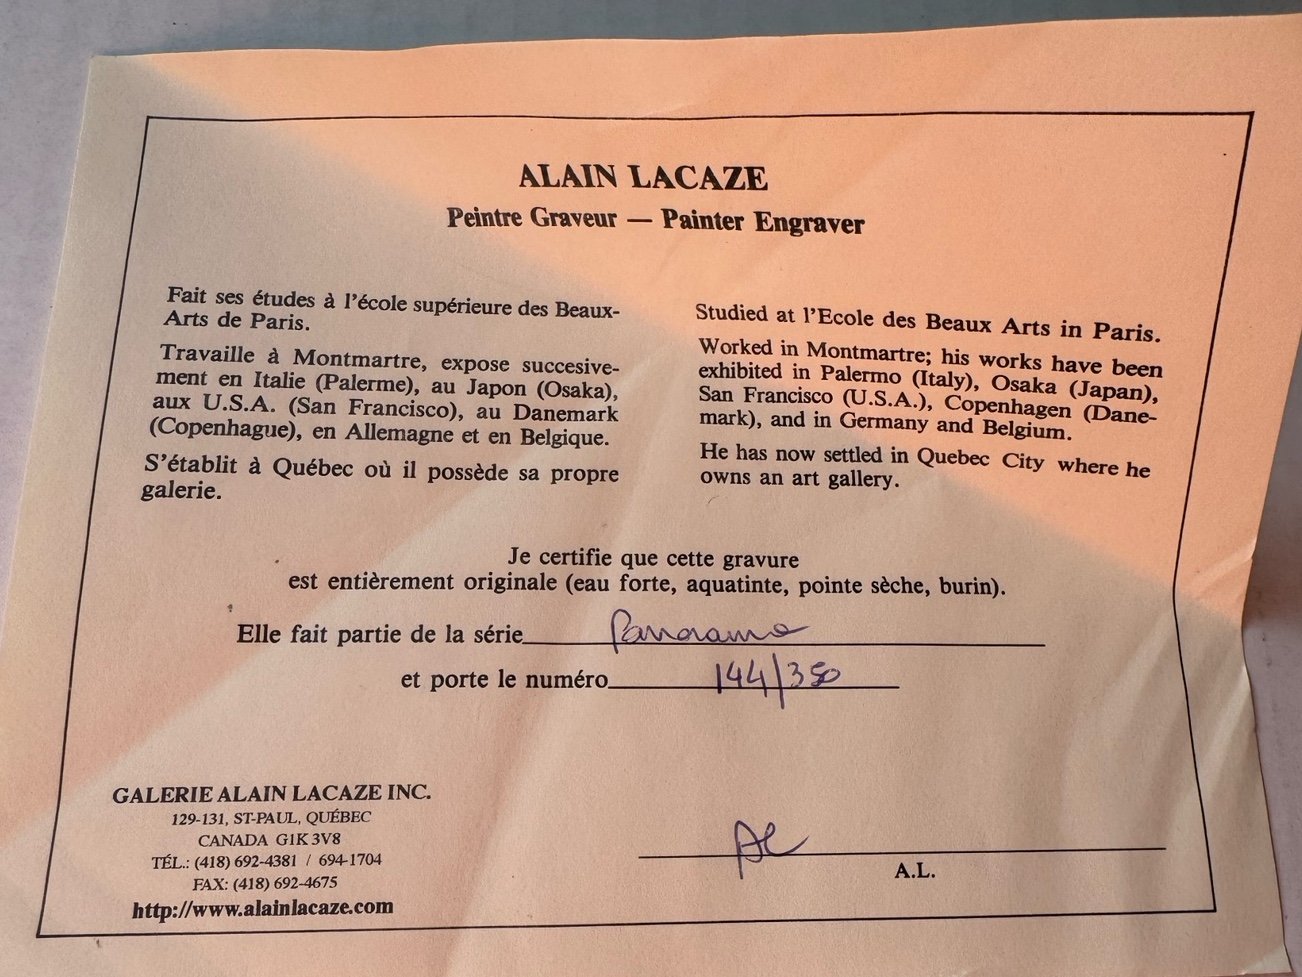 ALAIN LACAZE
Peintre Graveur — Painter Engraver
Fait ses études à l'école supérieure des Beaux-
Arts de Paris.
Travaille à Montmartre, expose succesive-
ment en Italie (Palerme), au Japon (Osaka),
aux U.S.A. (San Francisco), au Danemark
(Copenhague), en Allemagne et en Belgique.
S'établit à Québec où il possède sa propre
galerie.
Studied at l'Ecole des Beaux Arts in Paris.
Worked in Montmartre; his works have been
exhibited in Palermo (Italy), Osaka (Japan),
San Francisco (U.S.A.), Copenhagen (Dane-
mark), and in Germany and Belgium.
He has now settled in Quebec City where he
owns an art gallery.
Je certifie que cette gravure
est entièrement originale (eau forte, aquatinte, pointe sèche, burin).
Elle fait partie de la série Panorama
et porte le numéro 144/350
GALERIE ALAIN LACAZE INC.
129-131, ST-PAUL, QUÉBEC
CANADA G1K 3V8
TÉL.: (418) 692-4381 / 694-1704
FAX: (418) 692-4675
http://www.alainlacaze.com
AL
A.L.